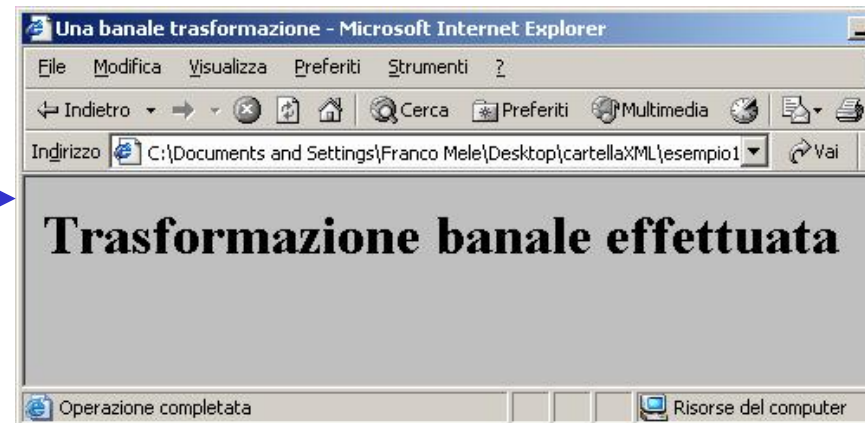 Una banale trasformazione - Microsoft Internet Explorer
File Modifica Visualizza Preferiti Strumenti ?
Indietro Cerca Preferiti Multimedia
Indirizzo C:\Documents and Settings\Franco Mele\Desktop\cartellaXML\esempio1 Vai
Trasformazione banale effettuata
Operazione completata Risorse del computer